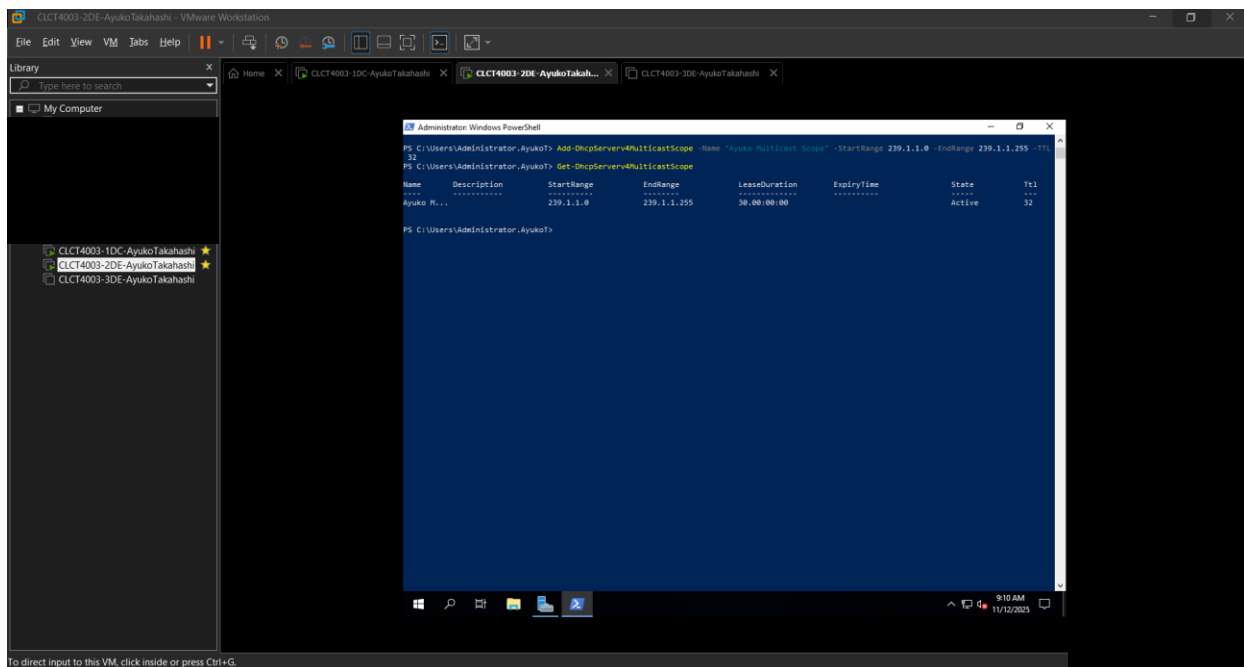 CLCT4003-2DE-AyukoTakahashi - VMware Workstation
File Edit View VM Tabs Help
Library
Type here to search
Home
CLCT4003-1DC-AyukoTakahashi
CLCT4003-2DE-AyukoTakah...
CLCT4003-3DE-AyukoTakahashi
My Computer
CLCT4003-1DC-AyukoTakahashi
CLCT4003-2DE-AyukoTakahashi
CLCT4003-3DE-AyukoTakahashi
Administrator: Windows PowerShell
PS C:\Users\Administrator.AyukoT> Add-DhcpServerv4MulticastScope -Name "Ayuko Multicast Scope" -StartRange 239.1.1.0 -EndRange 239.1.1.255 -TTL
32
PS C:\Users\Administrator.AyukoT> Get-DhcpServerv4MulticastScope
Name Description StartRange EndRange LeaseDuration ExpiryTime State Ttl
---- ----------- ---------- -------- ------------- ---------- ----- ---
Ayuko M... 239.1.1.0 239.1.1.255 30.00:00:00 Active 32
PS C:\Users\Administrator.AyukoT>
9:10 AM
11/12/2025
To direct input to this VM, click inside or press Ctrl+G.